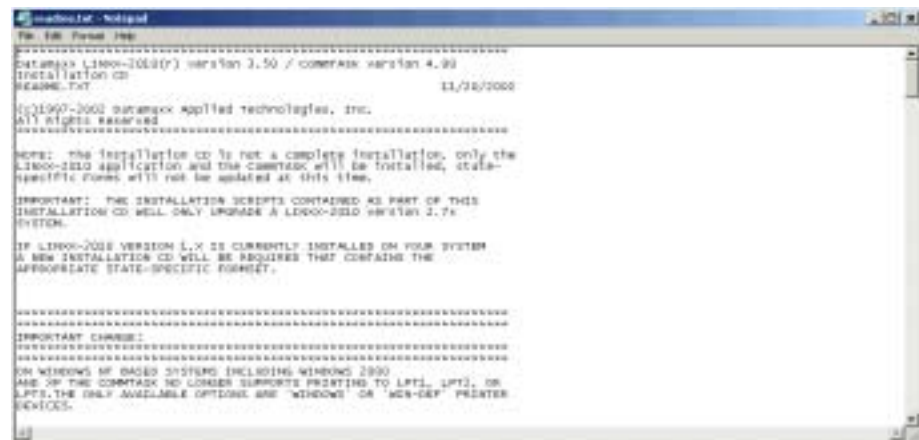 readme.txt - Notepad
File Edit Format Help
********************************************************************
Datamaxx LINXX-2010(r) version 3.50 / CommTASK version 4.00
Installation CD
README.TXT 11/20/2002
(c)1997-2002 Datamaxx Applied Technologies, Inc.
All Rights Reserved
********************************************************************
NOTE: The installation CD is not a complete installation, only the
LINXX-2010 application and the CommTASK will be installed, state-
specific forms will not be updated at this time.
IMPORTANT: THE INSTALLATION SCRIPTS CONTAINED AS PART OF THIS
INSTALLATION CD WILL ONLY UPGRADE A LINXX-2010 version 2.7x
SYSTEM.
IF LINXX-2010 VERSION 1.X IS CURRENTLY INSTALLED ON YOUR SYSTEM
A NEW INSTALLATION CD WILL BE REQUIRED THAT CONTAINS THE
APPROPRIATE STATE-SPECIFIC FORMSET.
********************************************************************
********************************************************************
IMPORTANT CHANGE:
********************************************************************
********************************************************************
ON WINDOWS NT BASED SYSTEMS INCLUDING WINDOWS 2000
AND XP THE COMMTASK NO LONGER SUPPORTS PRINTING TO LPT1, LPT2, OR
LPT3.THE ONLY AVAILABLE OPTIONS ARE 'WINDOWS' OR 'WIN-DEF' PRINTER
DEVICES.